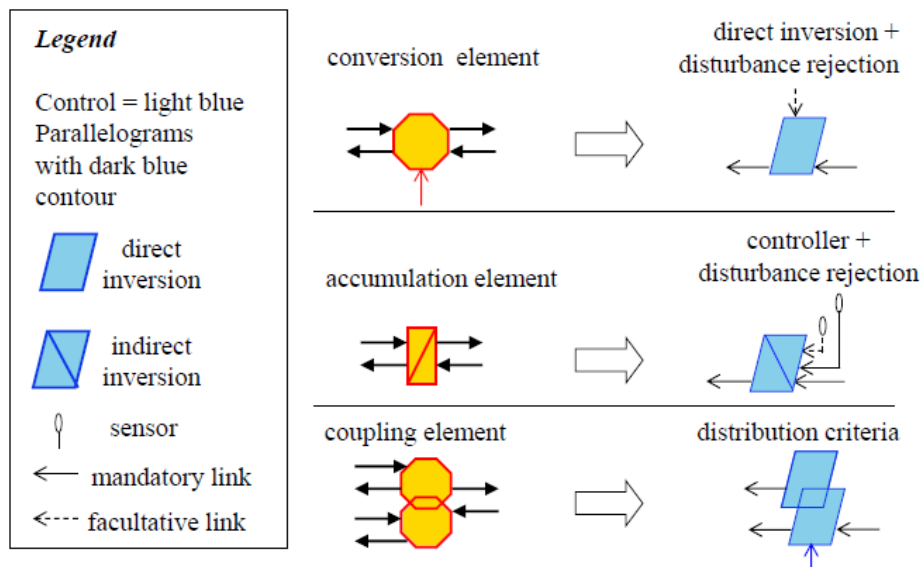 Legend
Control = light blue
Parallelograms
with dark blue
contour
direct
inversion
indirect
inversion
sensor
mandatory link
facultative link
conversion element
direct inversion +
disturbance rejection
accumulation element
controller +
disturbance rejection
coupling element
distribution criteria